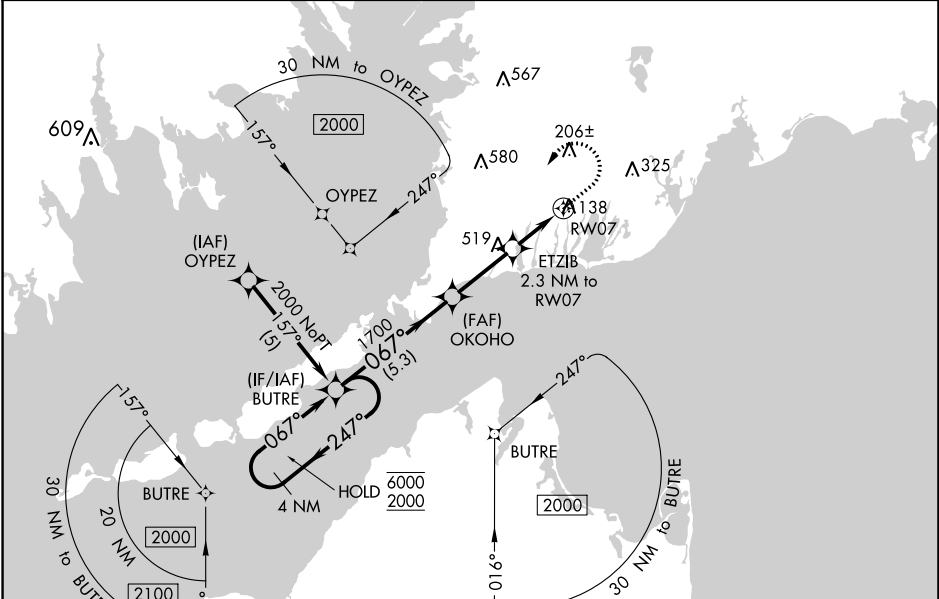 30 NM to OYPEZ
2000
157°
247°
OYPEZ
609
567
580
206±
325
138
RW07
519
ETZIB
2.3 NM to
RW07
(IAF)
OYPEZ
2000 NoPT
157°
(5)
(FAF)
OKOHO
1700
067°
(5.3)
(IF/IAF)
BUTRE
067°
247°
4 NM
HOLD
6000
2000
157°
BUTRE
2000
20 NM
30 NM to BUTRE
2100
247°
BUTRE
2000
016°
30 NM to BUTRE